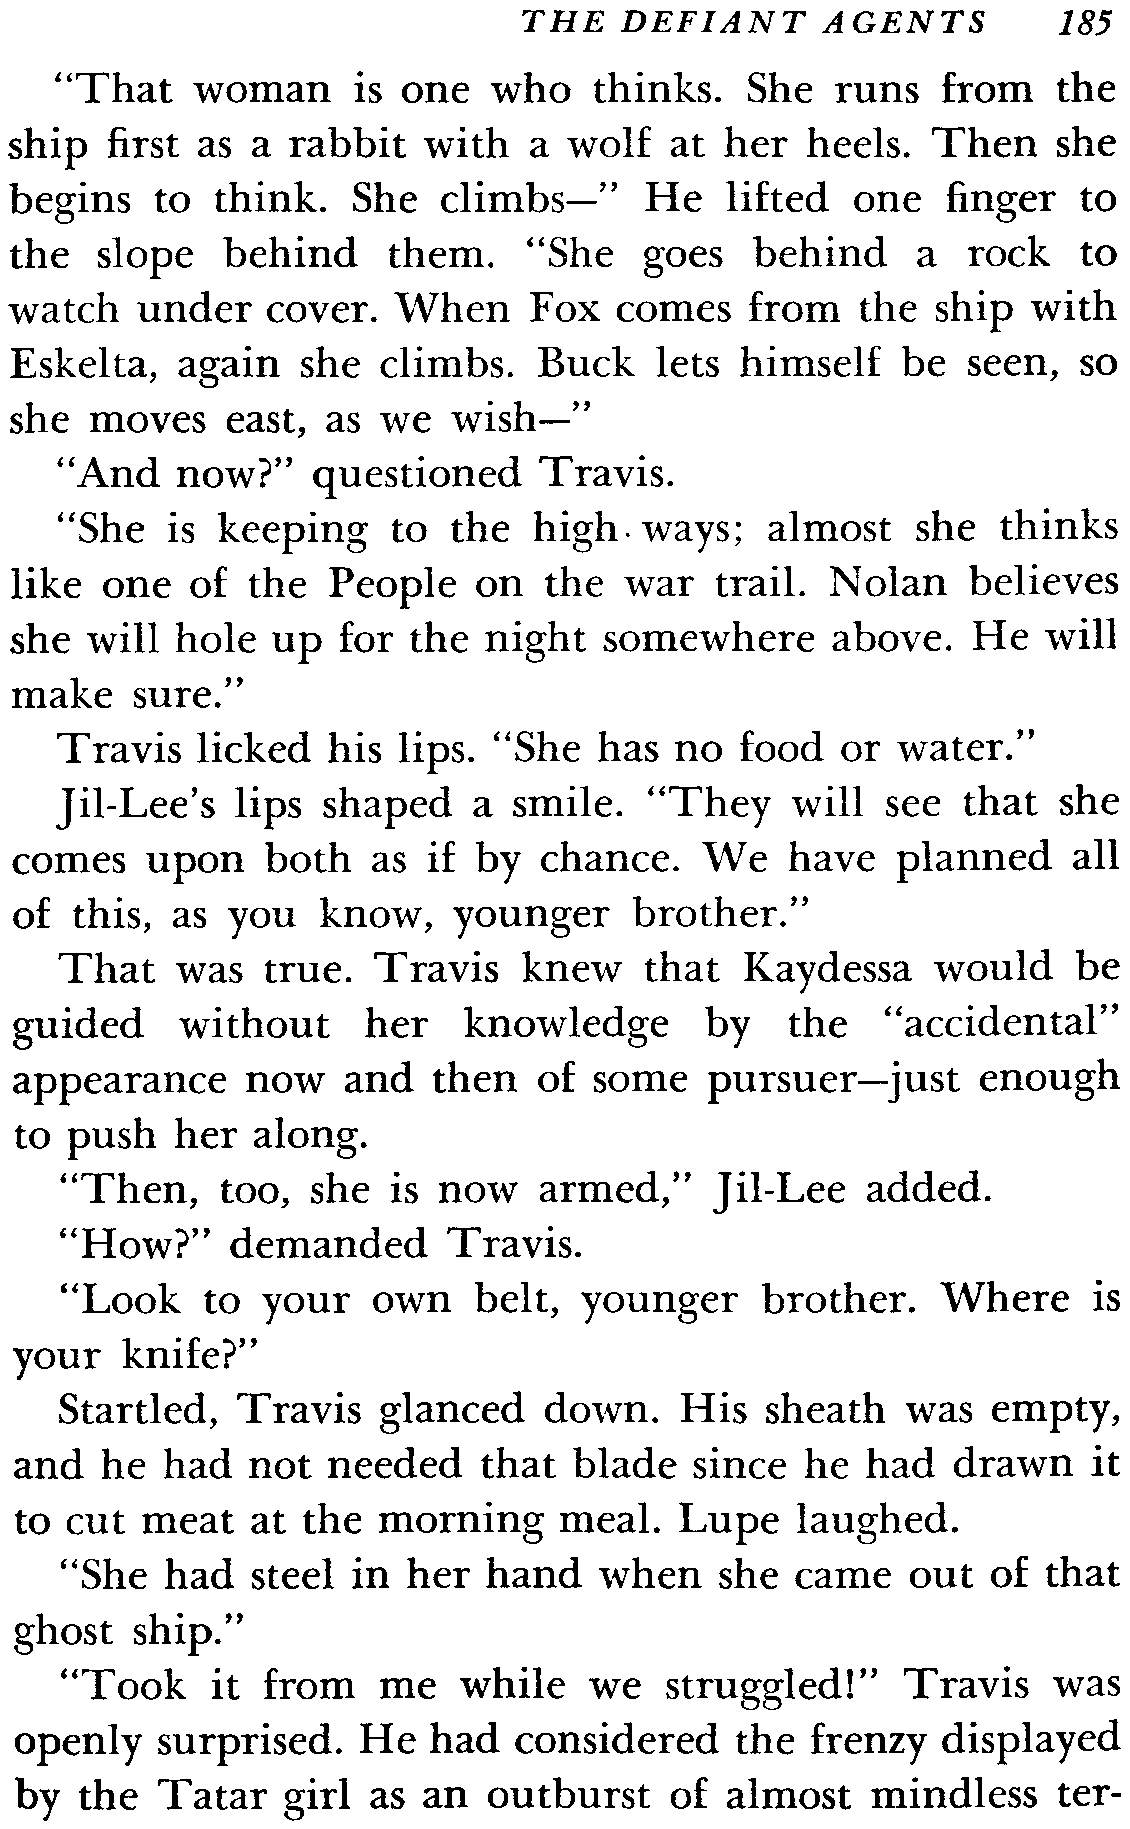 THE DEFIANT AGENTS 185
“That woman is one who thinks. She runs from the
ship first as a rabbit with a wolf at her heels. Then she
begins to think. She climbs—” He lifted one finger to
the slope behind them. “She goes behind a rock to
watch under cover. When Fox comes from the ship with
Eskelta, again she climbs. Buck lets himself be seen, so
she moves east, as we wish—”
“And now?” questioned Travis.
“She is keeping to the high ways; almost she thinks
like one of the People on the war trail. Nolan believes
she will hole up for the night somewhere above. He will
make sure.”
Travis licked his lips. “She has no food or water.”
Jil-Lee’s lips shaped a smile. “They will see that she
comes upon both as if by chance. We have planned all
of this, as you know, younger brother.”
That was true. Travis knew that Kaydessa would be
guided without her knowledge by the “accidental”
appearance now and then of some pursuer—just enough
to push her along.
“Then, too, she is now armed,” Jil-Lee added.
“How?” demanded Travis.
“Look to your own belt, younger brother. Where is
your knife?”
Startled, Travis glanced down. His sheath was empty,
and he had not needed that blade since he had drawn it
to cut meat at the morning meal. Lupe laughed.
“She had steel in her hand when she came out of that
ghost ship.”
“Took it from me while we struggled!” Travis was
openly surprised. He had considered the frenzy displayed
by the Tatar girl as an outburst of almost mindless ter-